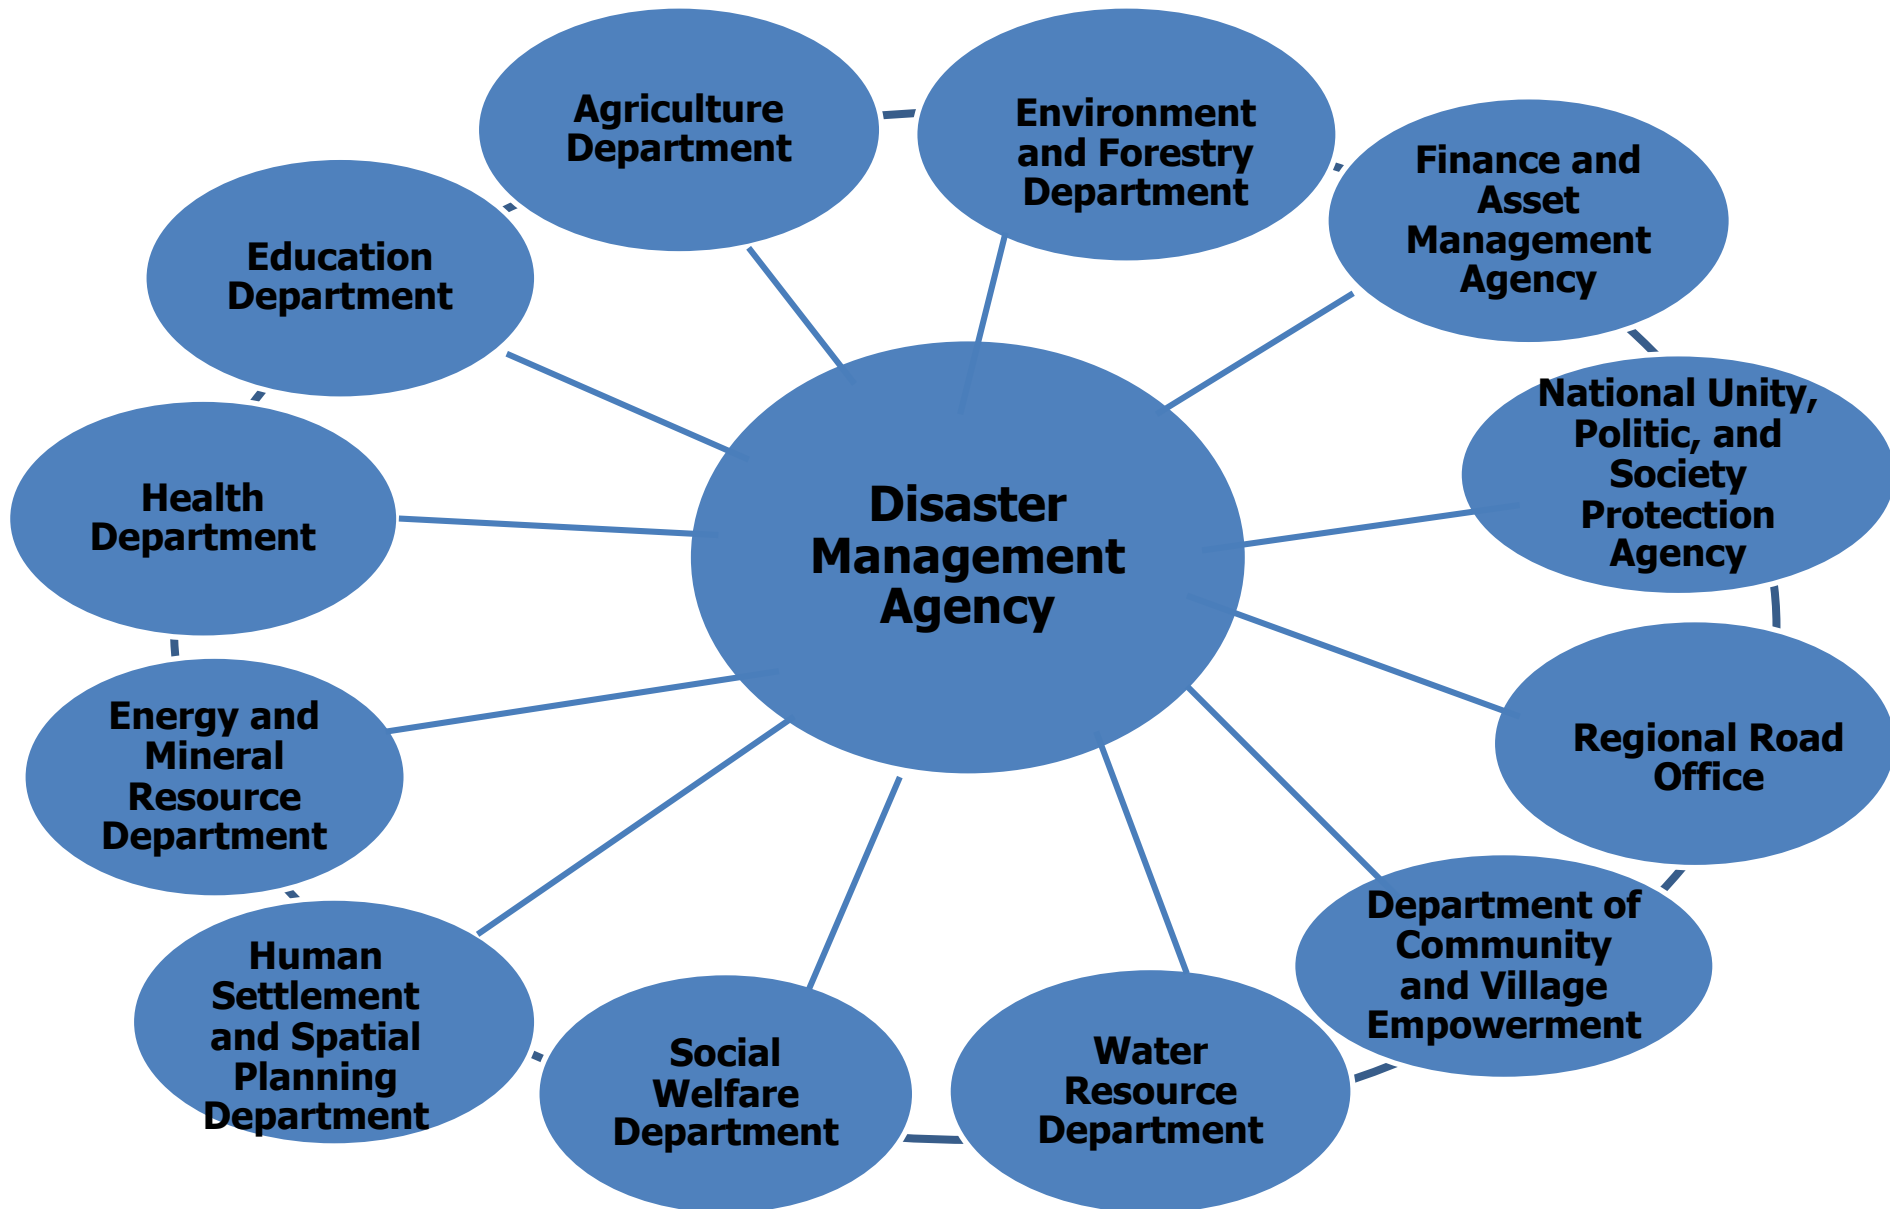 Agriculture
Department
Environment
and Forestry
Department
Finance and
Asset
Management
Agency
Education
Department
National Unity,
Politic, and
Society
Protection
Agency
Health
Department
Disaster
Management
Agency
Energy and
Mineral
Resource
Department
Regional Road
Office
Department of
Community
and Village
Empowerment
Human
Settlement
and Spatial
Planning
Department
Social
Welfare
Department
Water
Resource
Department